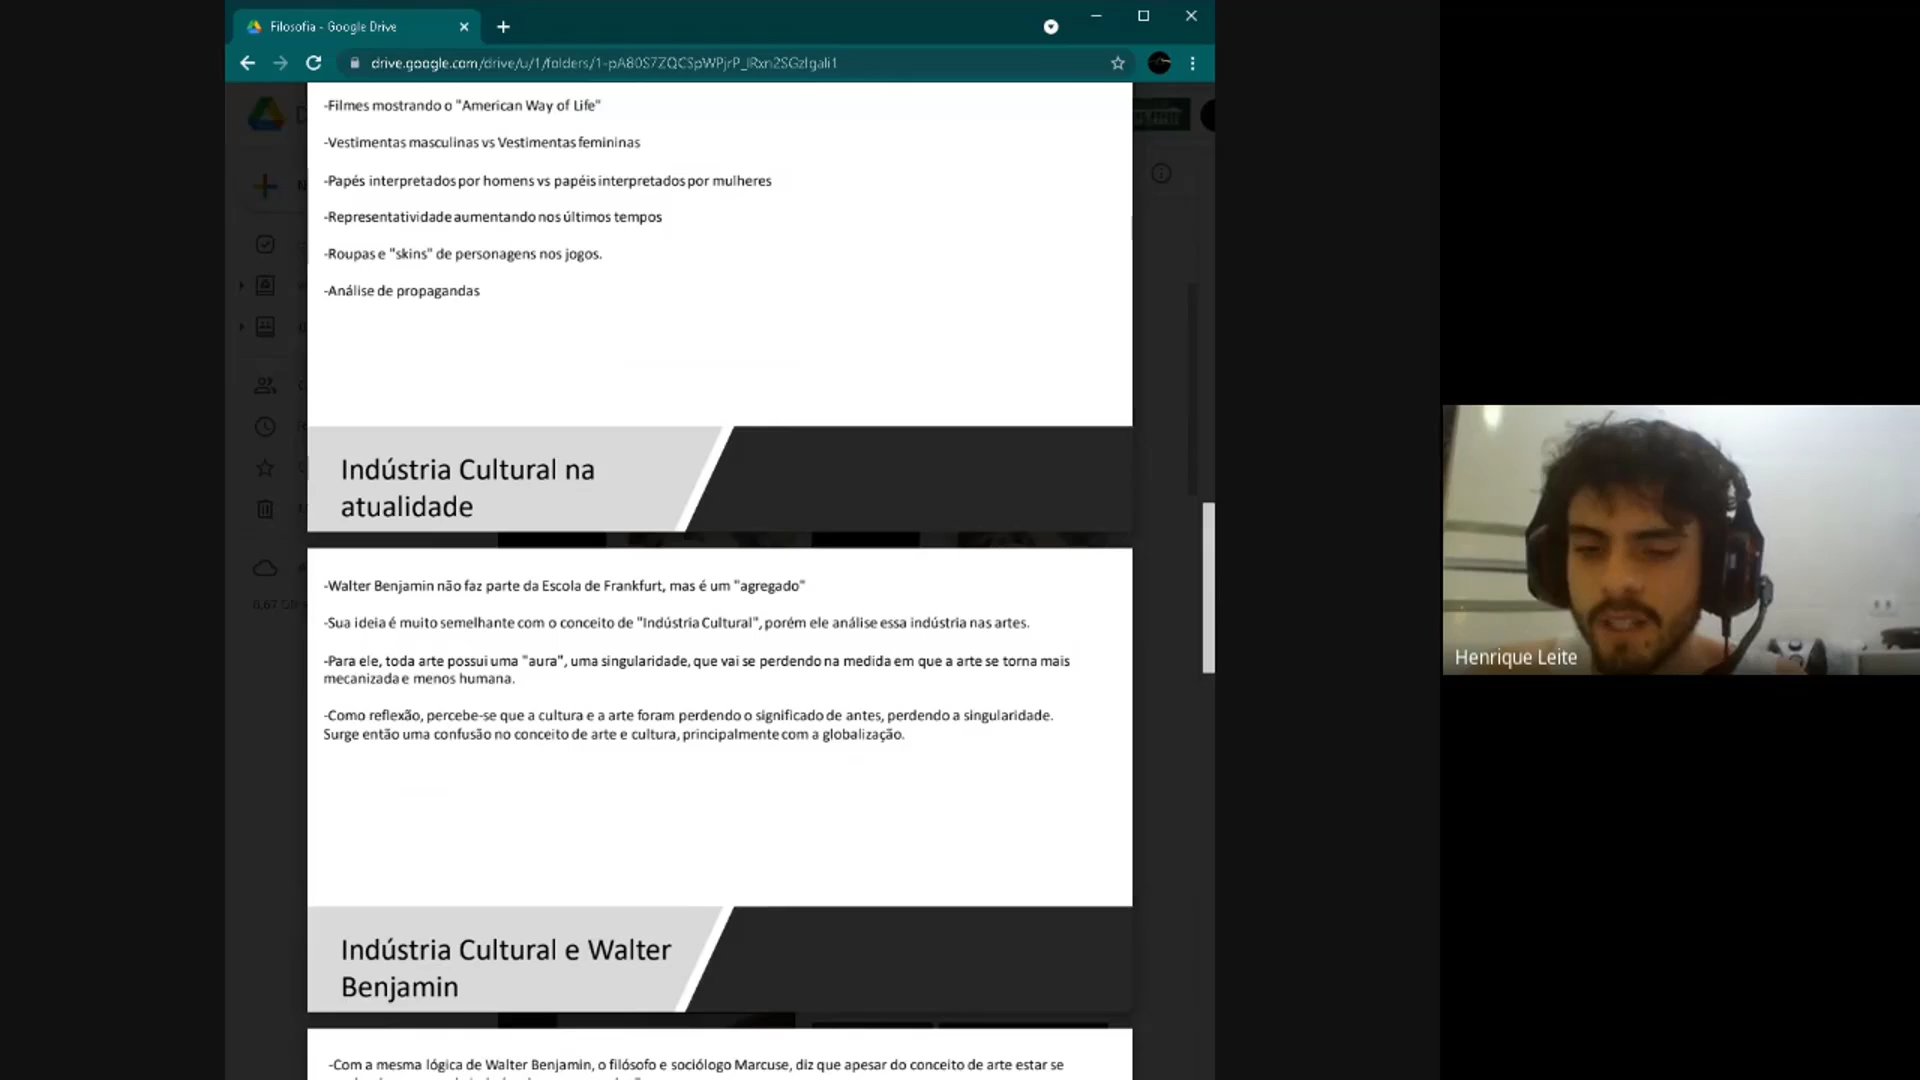 Filosofia - Google Drive
drive.google.com/drive/u/1/folders/1-pA80S7ZQCSpWPjrP_IRxn2SGzIgali1
-Filmes mostrando o "American Way of Life"
-Vestimentas masculinas vs Vestimentas femininas
-Papés interpretados por homens vs papéis interpretados por mulheres
-Representatividade aumentando nos últimos tempos
-Roupas e "skins" de personagens nos jogos.
-Análise de propagandas
Indústria Cultural na
atualidade
-Walter Benjamin não faz parte da Escola de Frankfurt, mas é um "agregado"
-Sua ideia é muito semelhante com o conceito de "Indústria Cultural", porém ele análise essa indústria nas artes.
-Para ele, toda arte possui uma "aura", uma singularidade, que vai se perdendo na medida em que a arte se torna mais
mecanizada e menos humana.
-Como reflexão, percebe-se que a cultura e a arte foram perdendo o significado de antes, perdendo a singularidade.
Surge então uma confusão no conceito de arte e cultura, principalmente com a globalização.
Indústria Cultural e Walter
Benjamin
-Com a mesma lógica de Walter Benjamin, o filósofo e sociólogo Marcuse, diz que apesar do conceito de arte estar se
Henrique Leite